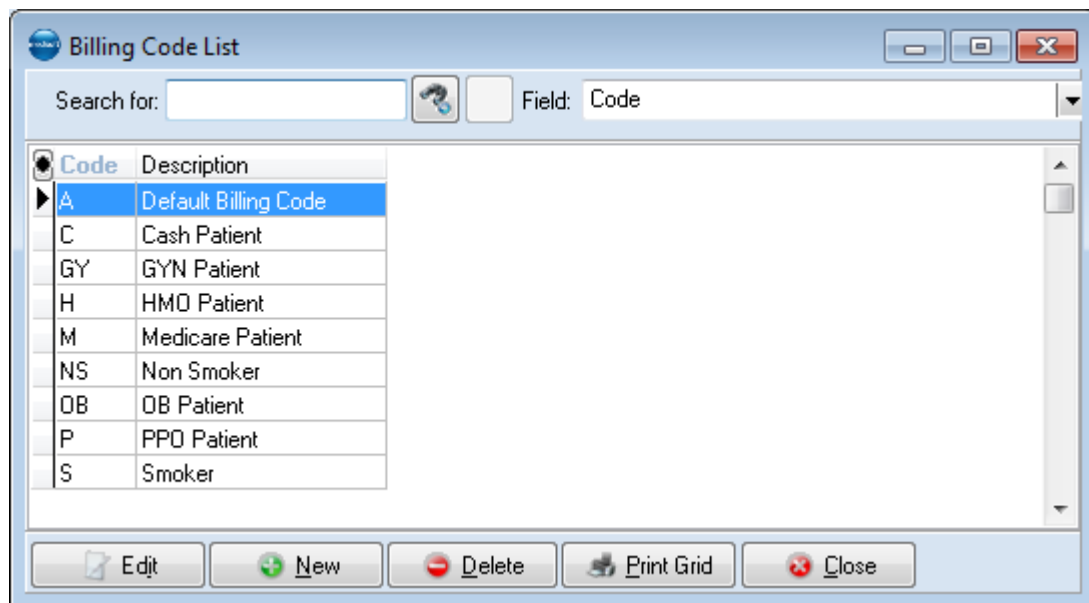 Billing Code List
Search for: Field: Code
Code Description
A Default Billing Code
C Cash Patient
GY GYN Patient
H HMO Patient
M Medicare Patient
NS Non Smoker
OB OB Patient
P PPO Patient
S Smoker
Edit New Delete Print Grid Close